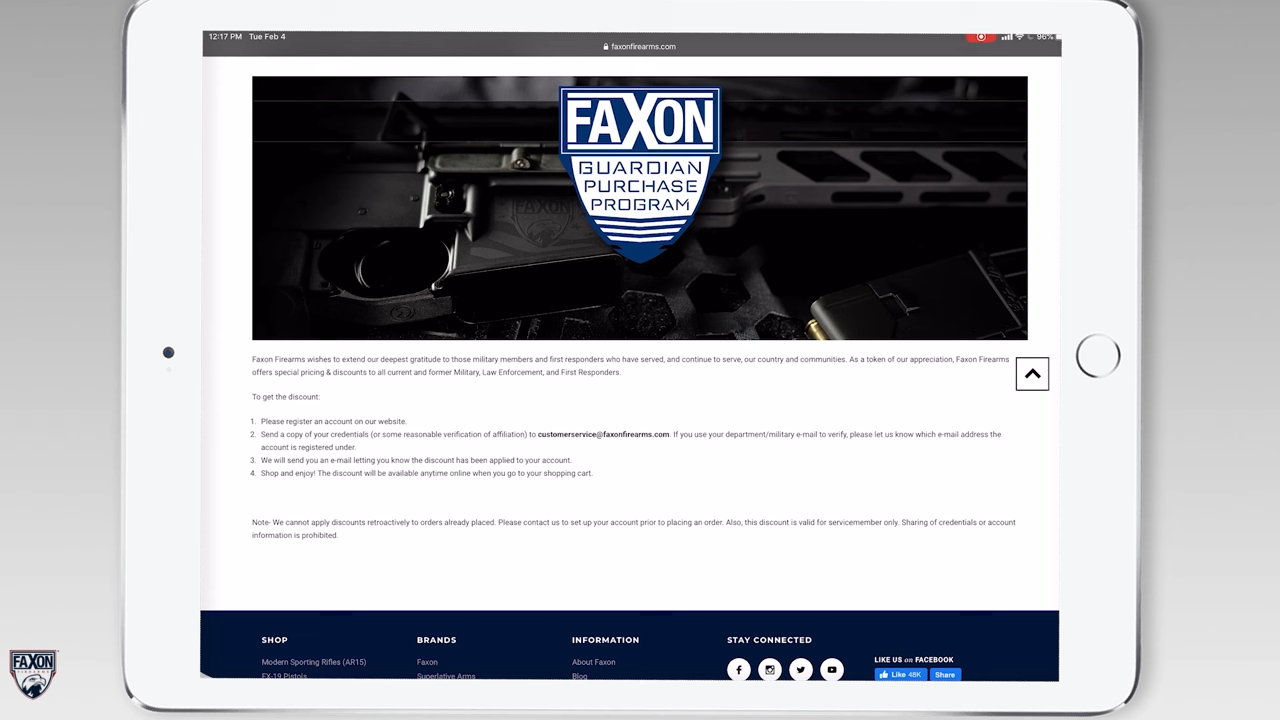 12:17 PM Tue Feb 4
96%
faxonfirearms.com
FAXON
GUARDIAN
PURCHASE
PROGRAM
FAXON
Faxon Firearms wishes to extend our deepest gratitude to those military members and first responders who have served, and continue to serve, our country and communities. As a token of our appreciation, Faxon Firearms
offers special pricing & discounts to all current and former Military, Law Enforcement, and First Responders.
To get the discount:
1. Please register an account on our website.
2. Send a copy of your credentials (or some reasonable verification of affiliation) to customerservice@faxonfirearms.com. If you use your department/military e-mail to verify, please let us know which e-mail address the
account is registered under.
3. We will send you an e-mail letting you know the discount has been applied to your account.
4. Shop and enjoy! The discount will be available anytime online when you go to your shopping cart.
Note- We cannot apply discounts retroactively to orders already placed. Please contact us to set up your account prior to placing an order. Also, this discount is valid for servicemember only. Sharing of credentials or account
information is prohibited.
SHOP
BRANDS
INFORMATION
STAY CONNECTED
Modern Sporting Rifles (AR15)
Faxon
About Faxon
LIKE US on FACEBOOK
FX-19 Pistols
Superlative Arms
Blog
Like 48K
Share
FAXON
FIREARMS